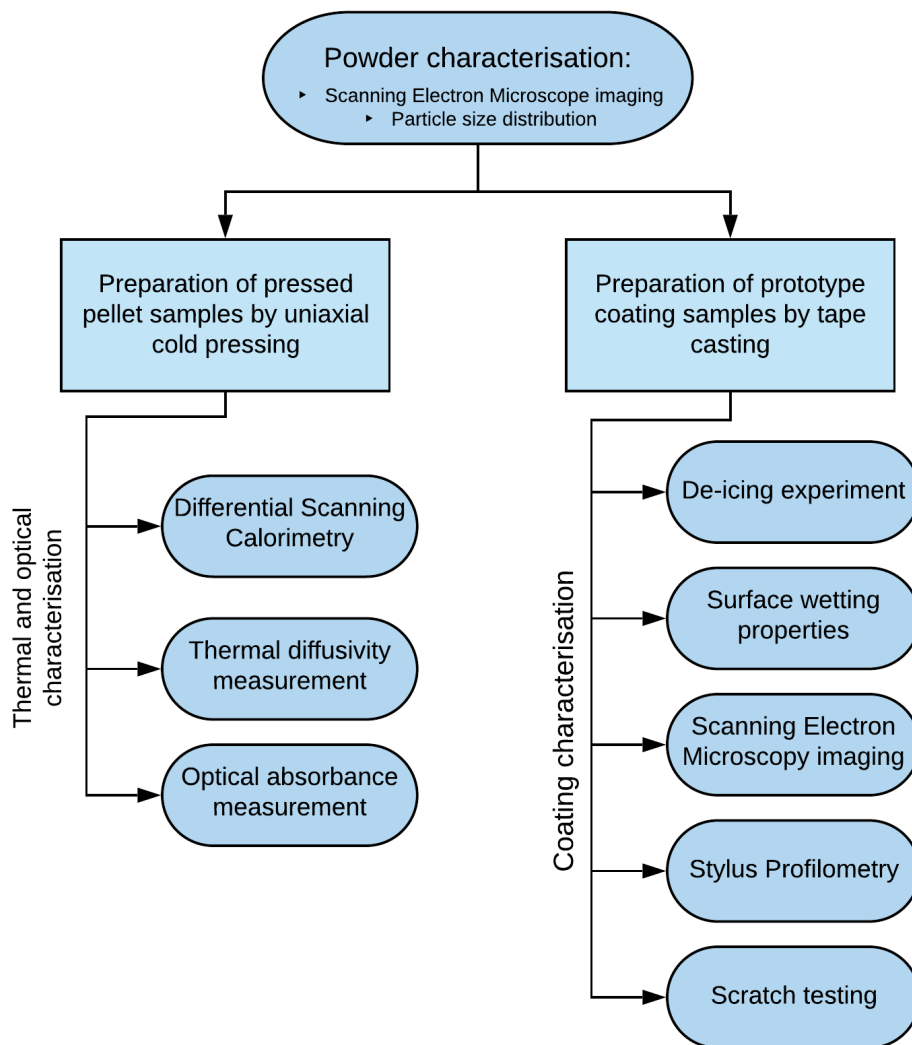 Powder characterisation:
‣ Scanning Electron Microscope imaging
‣ Particle size distribution
Preparation of pressed
pellet samples by uniaxial
cold pressing
Preparation of prototype
coating samples by tape
casting
Thermal and optical
characterisation
Differential Scanning
Calorimetry
Thermal diffusivity
measurement
Optical absorbance
measurement
Coating characterisation
De-icing experiment
Surface wetting
properties
Scanning Electron
Microscopy imaging
Stylus Profilometry
Scratch testing